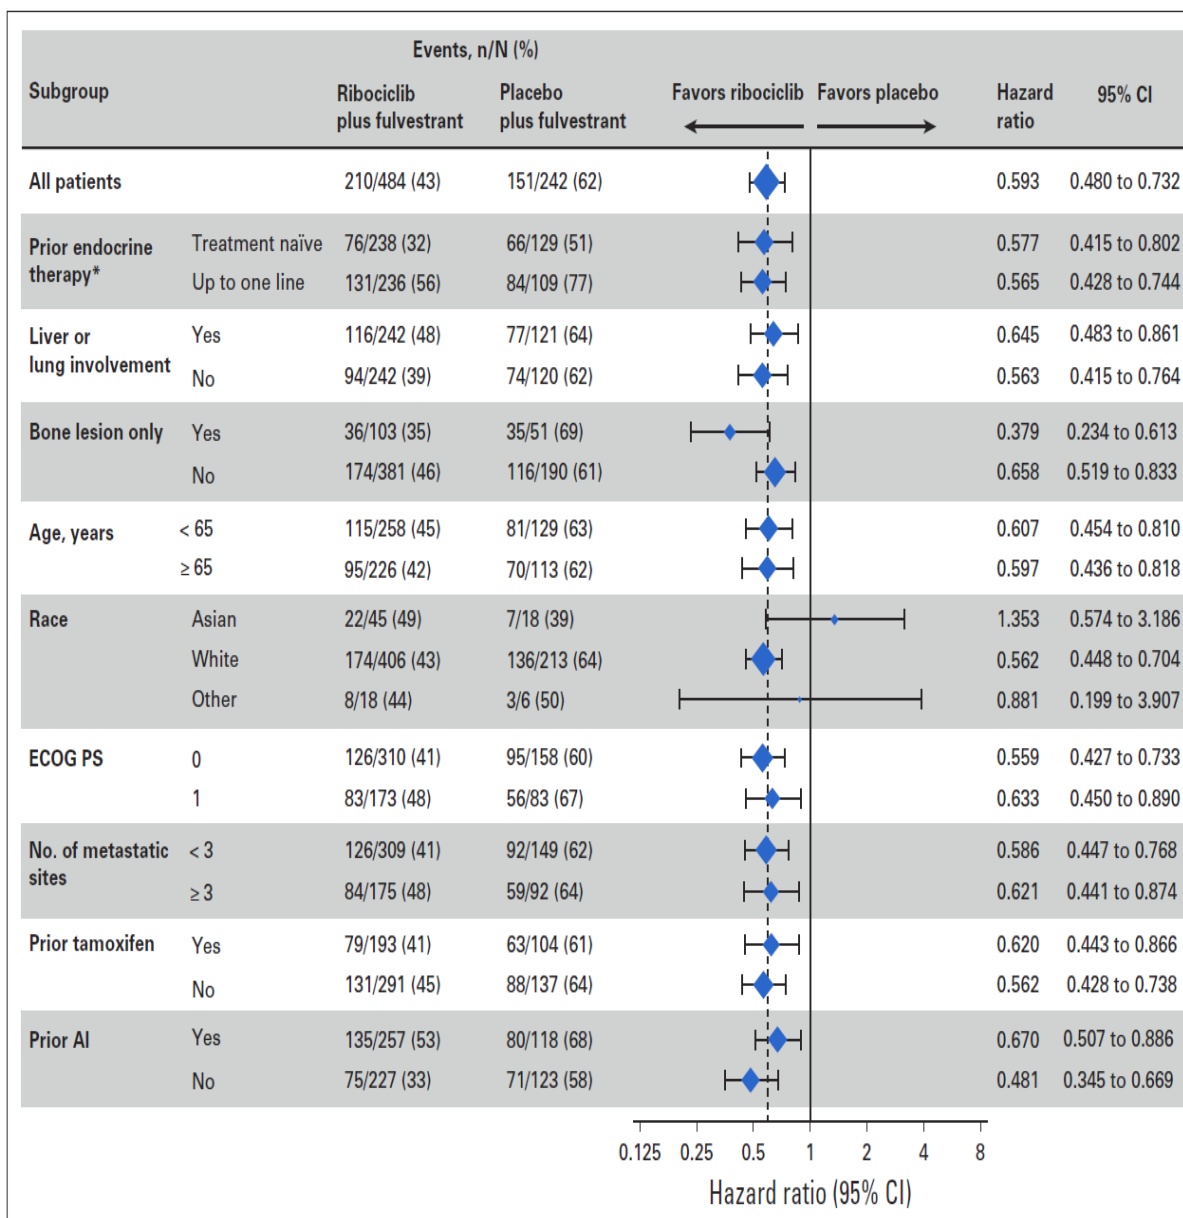 Events, n/N (%)
Subgroup Ribociclib plus fulvestrant Placebo plus fulvestrant Favors ribociclib Favors placebo Hazard ratio 95% CI
All patients 210/484 (43) 151/242 (62) 0.593 0.480 to 0.732
Prior endocrine therapy* Treatment naïve 76/238 (32) 66/129 (51) 0.577 0.415 to 0.802
Up to one line 131/236 (56) 84/109 (77) 0.565 0.428 to 0.744
Liver or lung involvement Yes 116/242 (48) 77/121 (64) 0.645 0.483 to 0.861
No 94/242 (39) 74/120 (62) 0.563 0.415 to 0.764
Bone lesion only Yes 36/103 (35) 35/51 (69) 0.379 0.234 to 0.613
No 174/381 (46) 116/190 (61) 0.658 0.519 to 0.833
Age, years < 65 115/258 (45) 81/129 (63) 0.607 0.454 to 0.810
≥ 65 95/226 (42) 70/113 (62) 0.597 0.436 to 0.818
Race Asian 22/45 (49) 7/18 (39) 1.353 0.574 to 3.186
White 174/406 (43) 136/213 (64) 0.562 0.448 to 0.704
Other 8/18 (44) 3/6 (50) 0.881 0.199 to 3.907
ECOG PS 0 126/310 (41) 95/158 (60) 0.559 0.427 to 0.733
1 83/173 (48) 56/83 (67) 0.633 0.450 to 0.890
No. of metastatic sites < 3 126/309 (41) 92/149 (62) 0.586 0.447 to 0.768
≥ 3 84/175 (48) 59/92 (64) 0.621 0.441 to 0.874
Prior tamoxifen Yes 79/193 (41) 63/104 (61) 0.620 0.443 to 0.866
No 131/291 (45) 88/137 (64) 0.562 0.428 to 0.738
Prior AI Yes 135/257 (53) 80/118 (68) 0.670 0.507 to 0.886
No 75/227 (33) 71/123 (58) 0.481 0.345 to 0.669
0.125 0.25 0.5 1 2 4 8
Hazard ratio (95% CI)